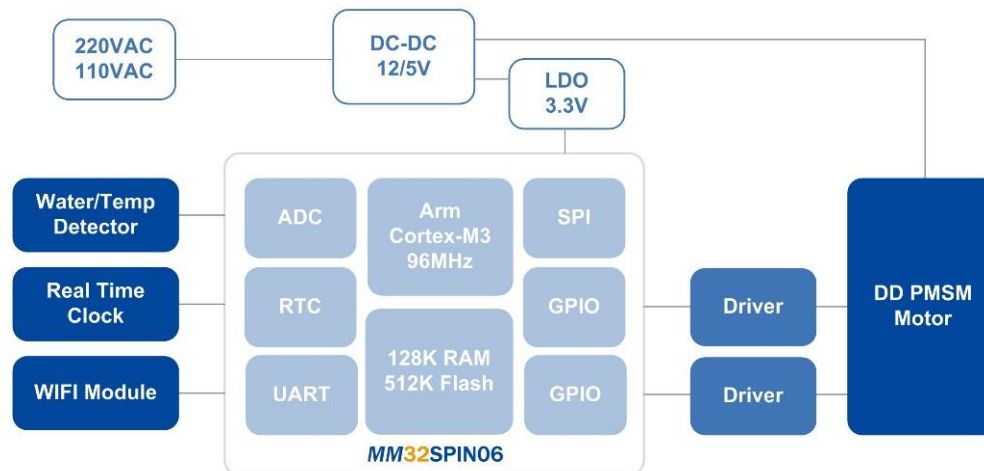 220VAC
110VAC
DC-DC
12/5V
LDO
3.3V
Water/Temp
Detector
ADC
Arm
Cortex-M3
96MHz
SPI
Real Time
Clock
RTC
GPIO
Driver
DD PMSM
Motor
128K RAM
512K Flash
WIFI Module
UART
GPIO
Driver
MM32SPIN06